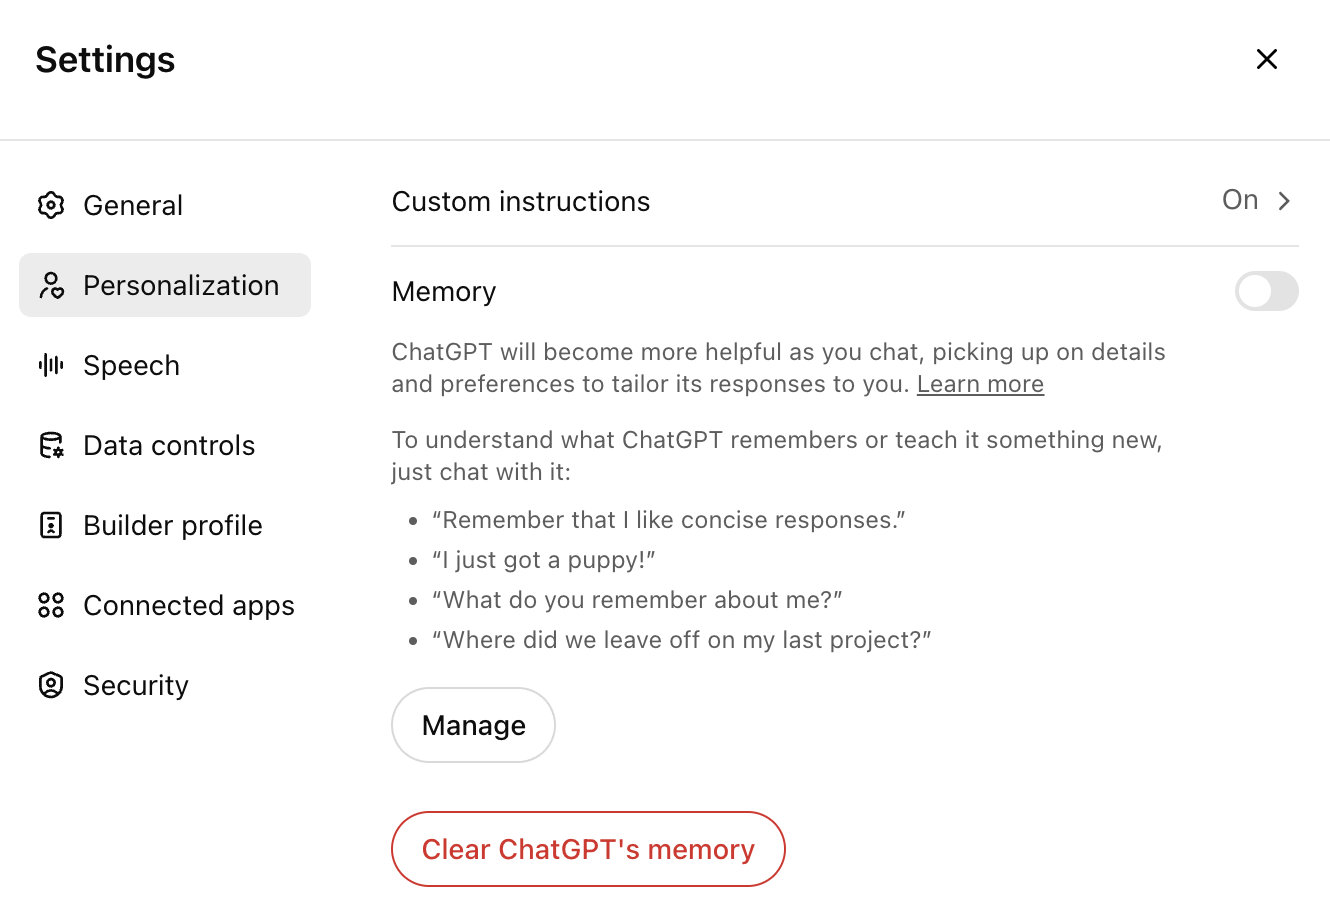 Settings
General
Personalization
Speech
Data controls
Builder profile
Connected apps
Security
Custom instructions
On
Memory
ChatGPT will become more helpful as you chat, picking up on details
and preferences to tailor its responses to you. Learn more
To understand what ChatGPT remembers or teach it something new,
just chat with it:
• “Remember that I like concise responses.”
• “I just got a puppy!”
• “What do you remember about me?”
• “Where did we leave off on my last project?”
Manage
Clear ChatGPT's memory